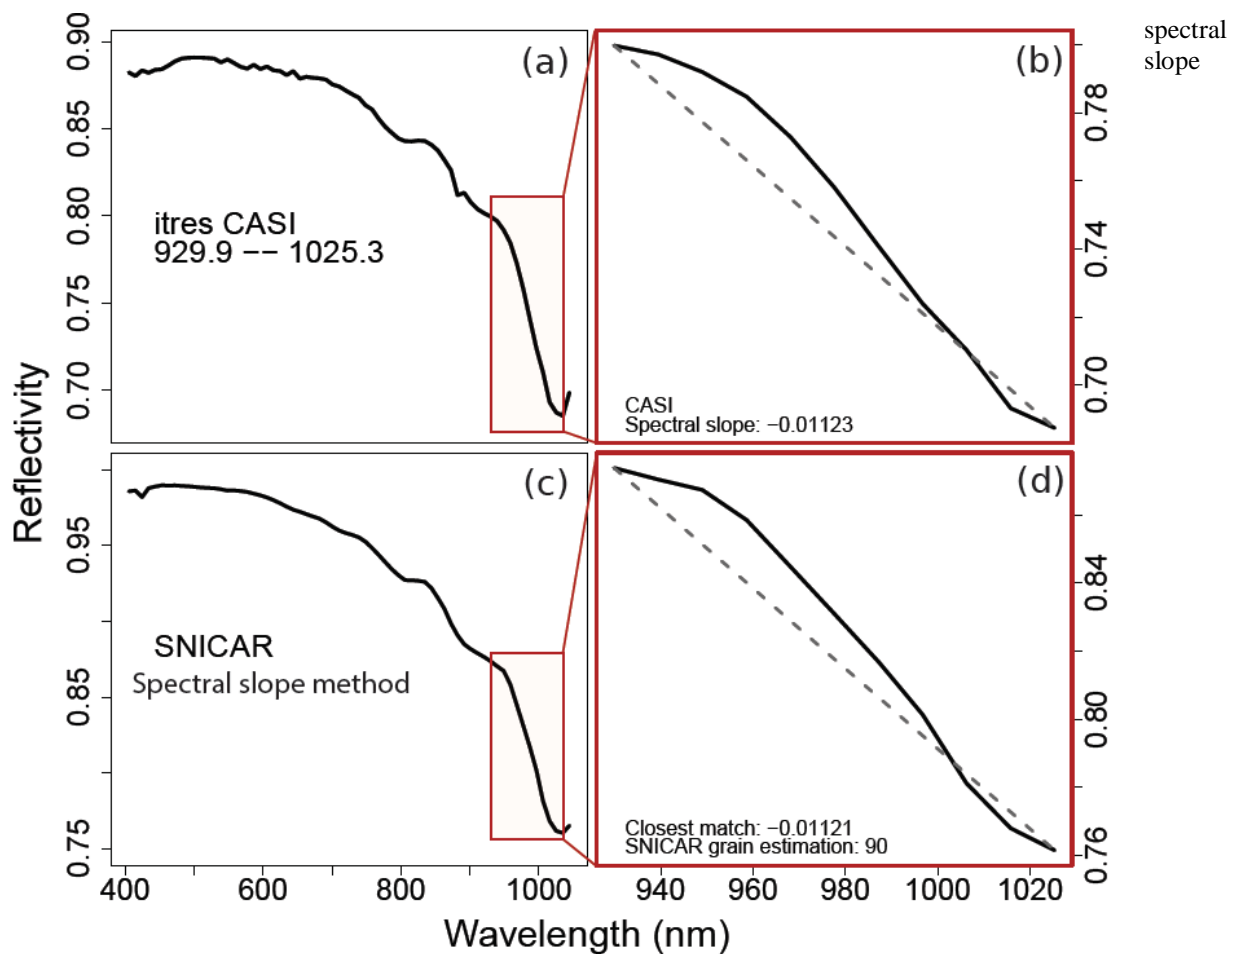 spectral
slope
(a)
(b)
0.90
0.85
0.80
0.75
0.70
itres CASI
929.9 −− 1025.3
CASI
Spectral slope: −0.01123
0.78
0.74
0.70
Reflectivity
(c)
(d)
0.95
0.85
0.75
SNICAR
Spectral slope method
Closest match: −0.01121
SNICAR grain estimation: 90
0.84
0.80
0.76
400 600 800 1000
940 960 980 1000 1020
Wavelength (nm)